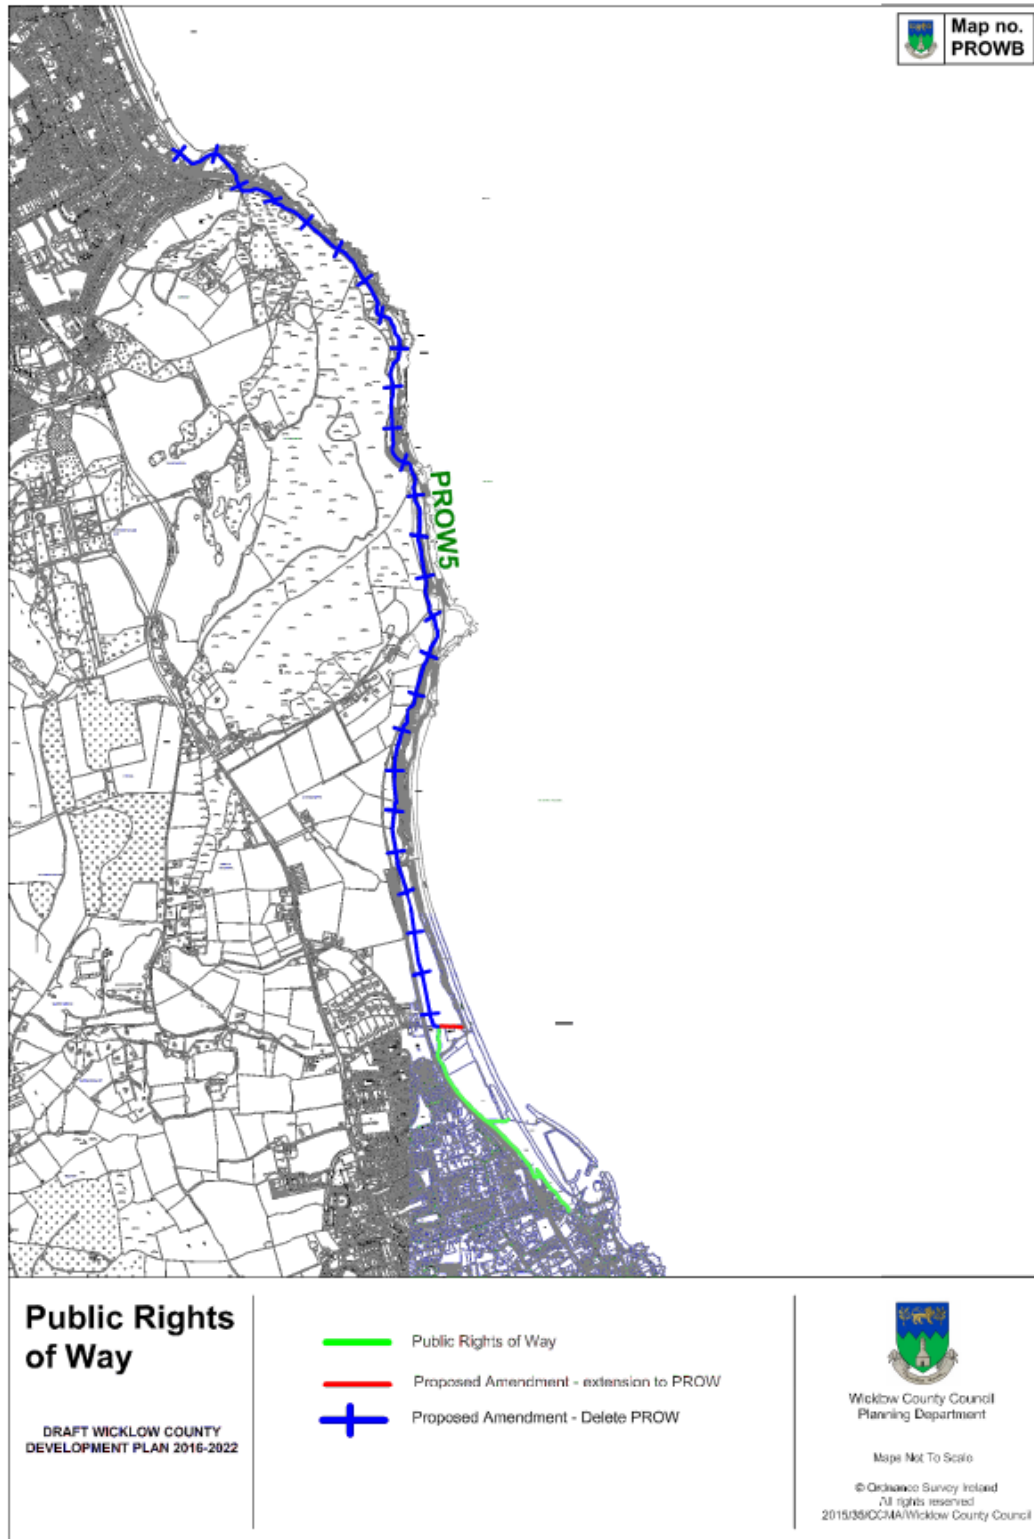 Map no.
PROWB
PROW5
Public Rights
of Way
DRAFT WICKLOW COUNTY
DEVELOPMENT PLAN 2016-2022
Public Rights of Way
Proposed Amendment - extension to PROW
Proposed Amendment - Delete PROW
Wicklow County Council
Planning Department
Maps Not To Scale
© Ordnance Survey Ireland
All rights reserved
2015/35/CCMA/Wicklow County Council